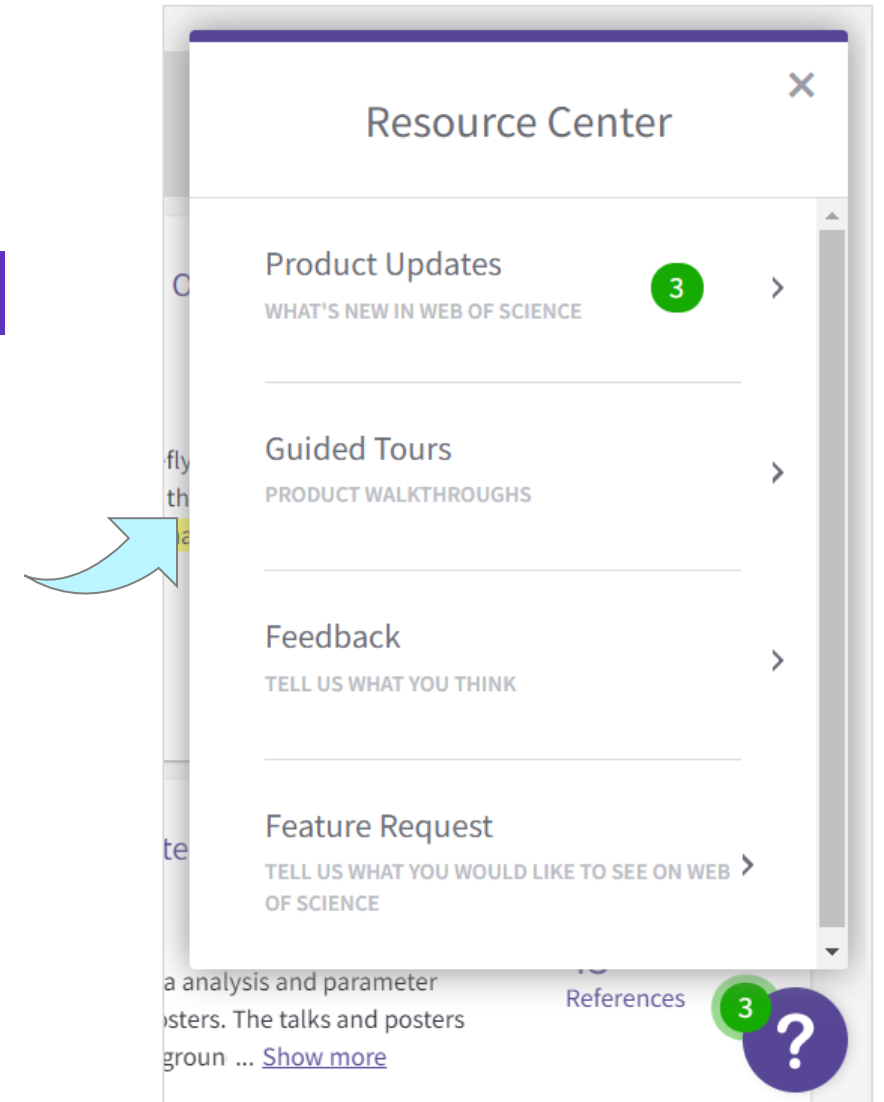 Resource Center
Product Updates
3
WHAT'S NEW IN WEB OF SCIENCE
Guided Tours
PRODUCT WALKTHROUGHS
Feedback
TELL US WHAT YOU THINK
Feature Request
TELL US WHAT YOU WOULD LIKE TO SEE ON WEB
OF SCIENCE
a analysis and parameter
References
3
?
sters. The talks and posters
groun ... Show more